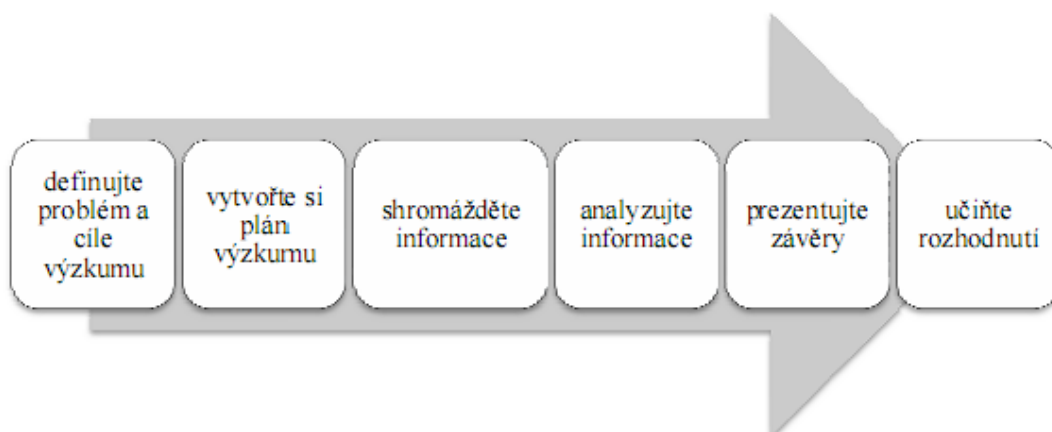 definujte
problém a
cíle
výzkumu
vytvořte si
plán
výzkumu
shromážděte
informace
analyzujte
informace
prezentujte
závěry
učiňte
rozhodnutí